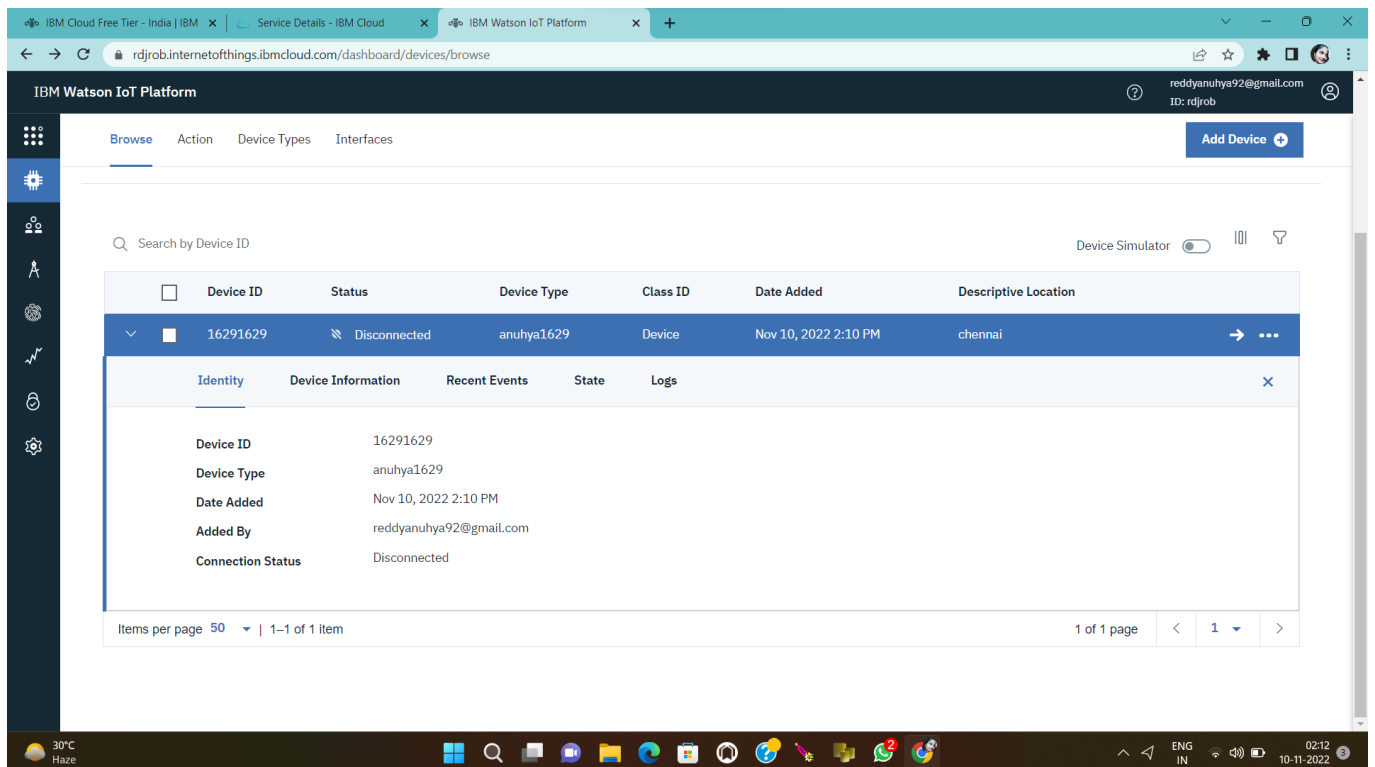 IBM Cloud Free Tier - India | IBM
Service Details - IBM Cloud
IBM Watson IoT Platform
rdjrob.internetofthings.ibmcloud.com/dashboard/devices/browse
IBM Watson IoT Platform
reddyanuhya92@gmail.com
ID: rdjrob
Browse Action Device Types Interfaces Add Device
Search by Device ID Device Simulator
Device ID Status Device Type Class ID Date Added Descriptive Location
16291629 Disconnected anuhya1629 Device Nov 10, 2022 2:10 PM chennai
Identity Device Information Recent Events State Logs
Device ID 16291629
Device Type anuhya1629
Date Added Nov 10, 2022 2:10 PM
Added By reddyanuhya92@gmail.com
Connection Status Disconnected
Items per page 50 | 1–1 of 1 item 1 of 1 page 1
30°C
Haze
2
ENG
IN
02:12
10-11-2022
3